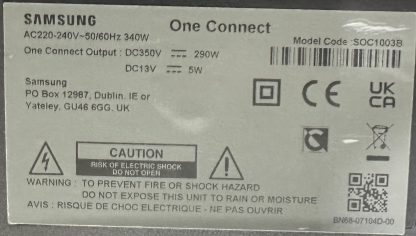 SAMSUNG
One Connect
AC220-240V~50/60Hz 340W
Model Code :SOC1003B
One Connect Output : DC350V ⎓ 290W
DC13V ⎓ 5W
Samsung
PO Box 12987, Dublin. IE or
Yateley, GU46 6GG. UK
CE
UK
CA
CAUTION
RISK OF ELECTRIC SHOCK
DO NOT OPEN
WARNING : TO PREVENT FIRE OR SHOCK HAZARD
DO NOT EXPOSE THIS UNIT TO RAIN OR MOISTURE
AVIS : RISQUE DE CHOC ELECTRIQUE - NE PAS OUVRIR
BN68-07104D-00